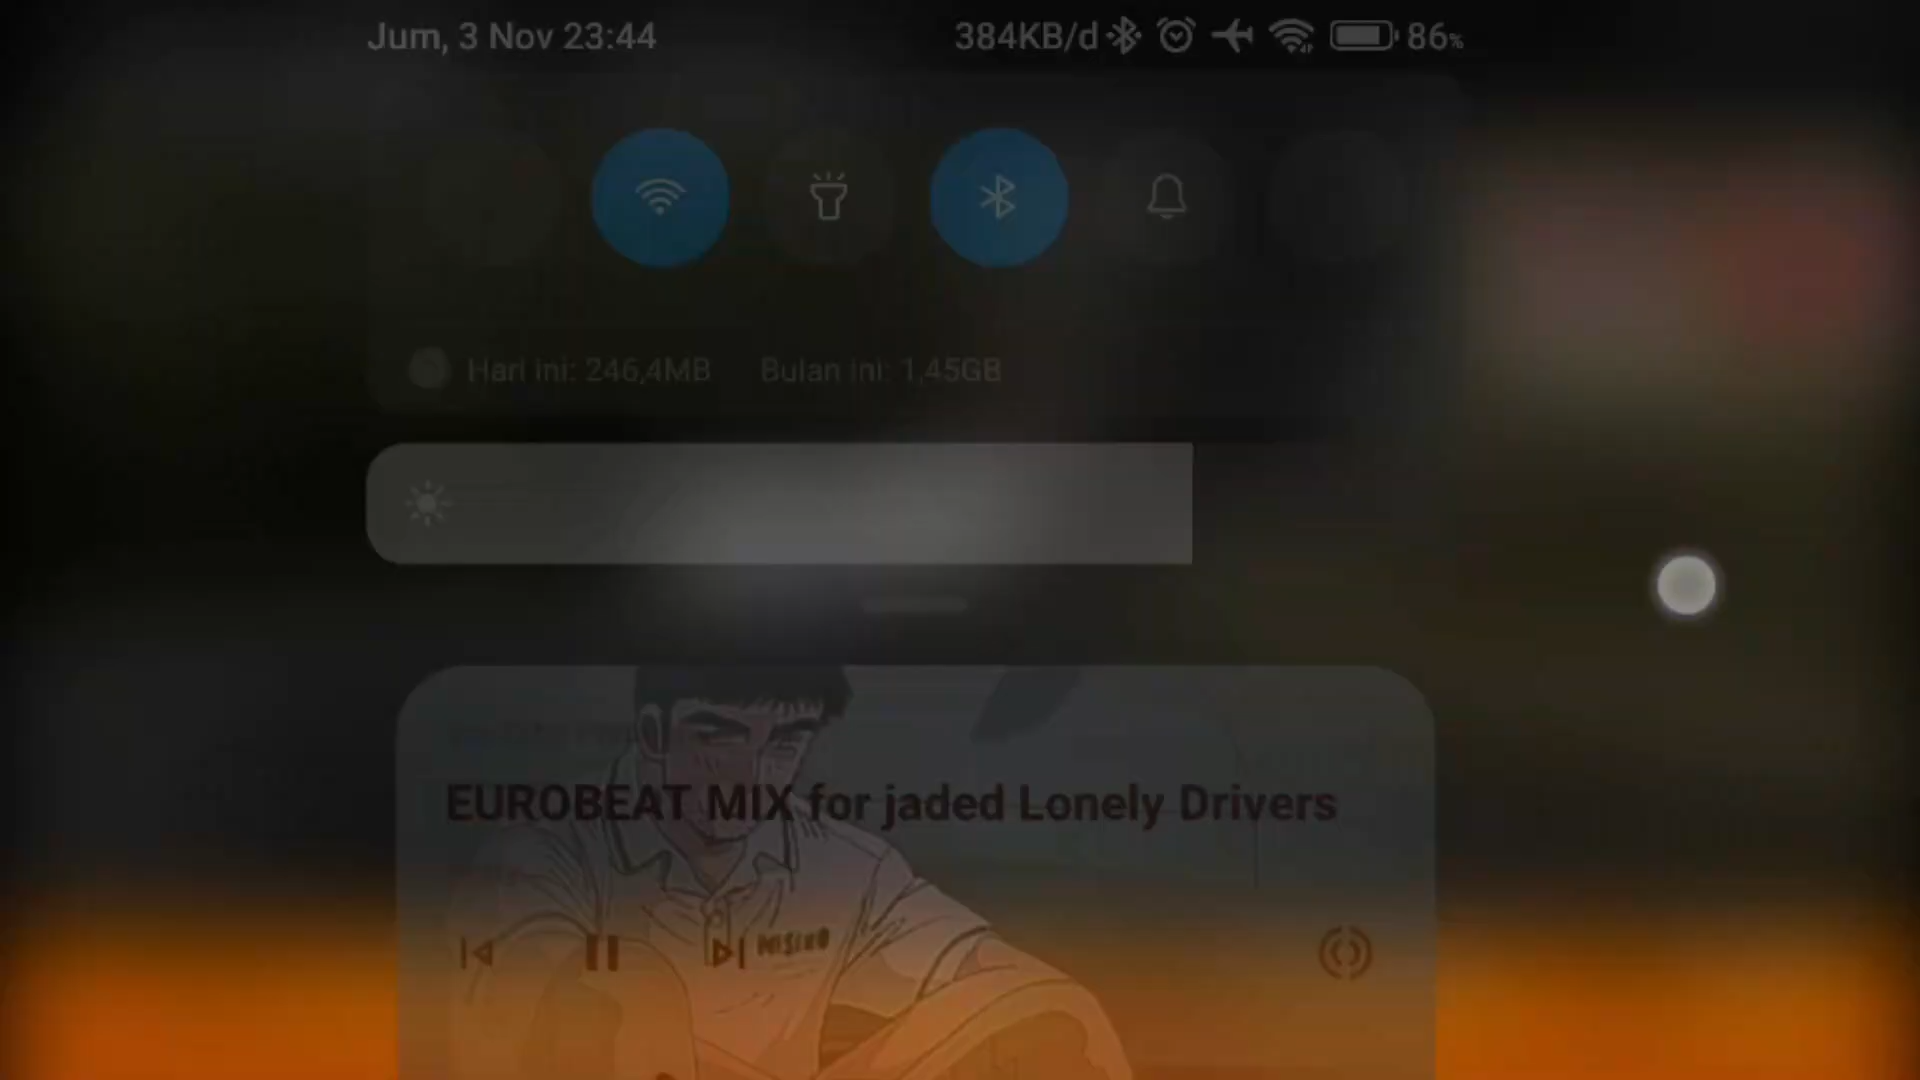 Jum, 3 Nov 23:44 384KB/d 86%
Hari ini: 246,4MB Bulan ini: 1,45GB
EUROBEAT MIX for jaded Lonely Drivers